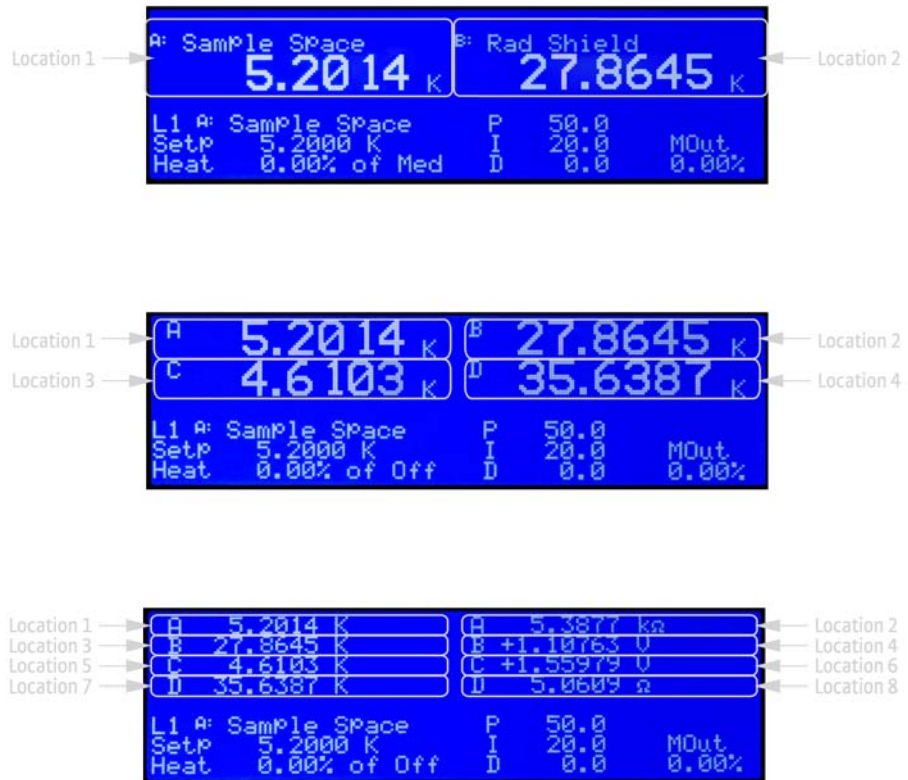 A: Sample Space B: Rad Shield
Location 1 5.2014 K 27.8645 K Location 2
L1 A: Sample Space P 50.0
Setp 5.2000 K I 20.0 MOut
Heat 0.00% of Med D 0.0 0.00%
Location 1 A 5.2014 K B 27.8645 K Location 2
Location 3 C 4.6103 K D 35.6387 K Location 4
L1 A: Sample Space P 50.0
Setp 5.2000 K I 20.0 MOut
Heat 0.00% of Off D 0.0 0.00%
Location 1 A 5.2014 K A 5.3877 kΩ Location 2
Location 3 B 27.8645 K B +1.10763 V Location 4
Location 5 C 4.6103 K C +1.55979 V Location 6
Location 7 D 35.6387 K D 5.0609 Ω Location 8
L1 A: Sample Space P 50.0
Setp 5.2000 K I 20.0 MOut
Heat 0.00% of Off D 0.0 0.00%